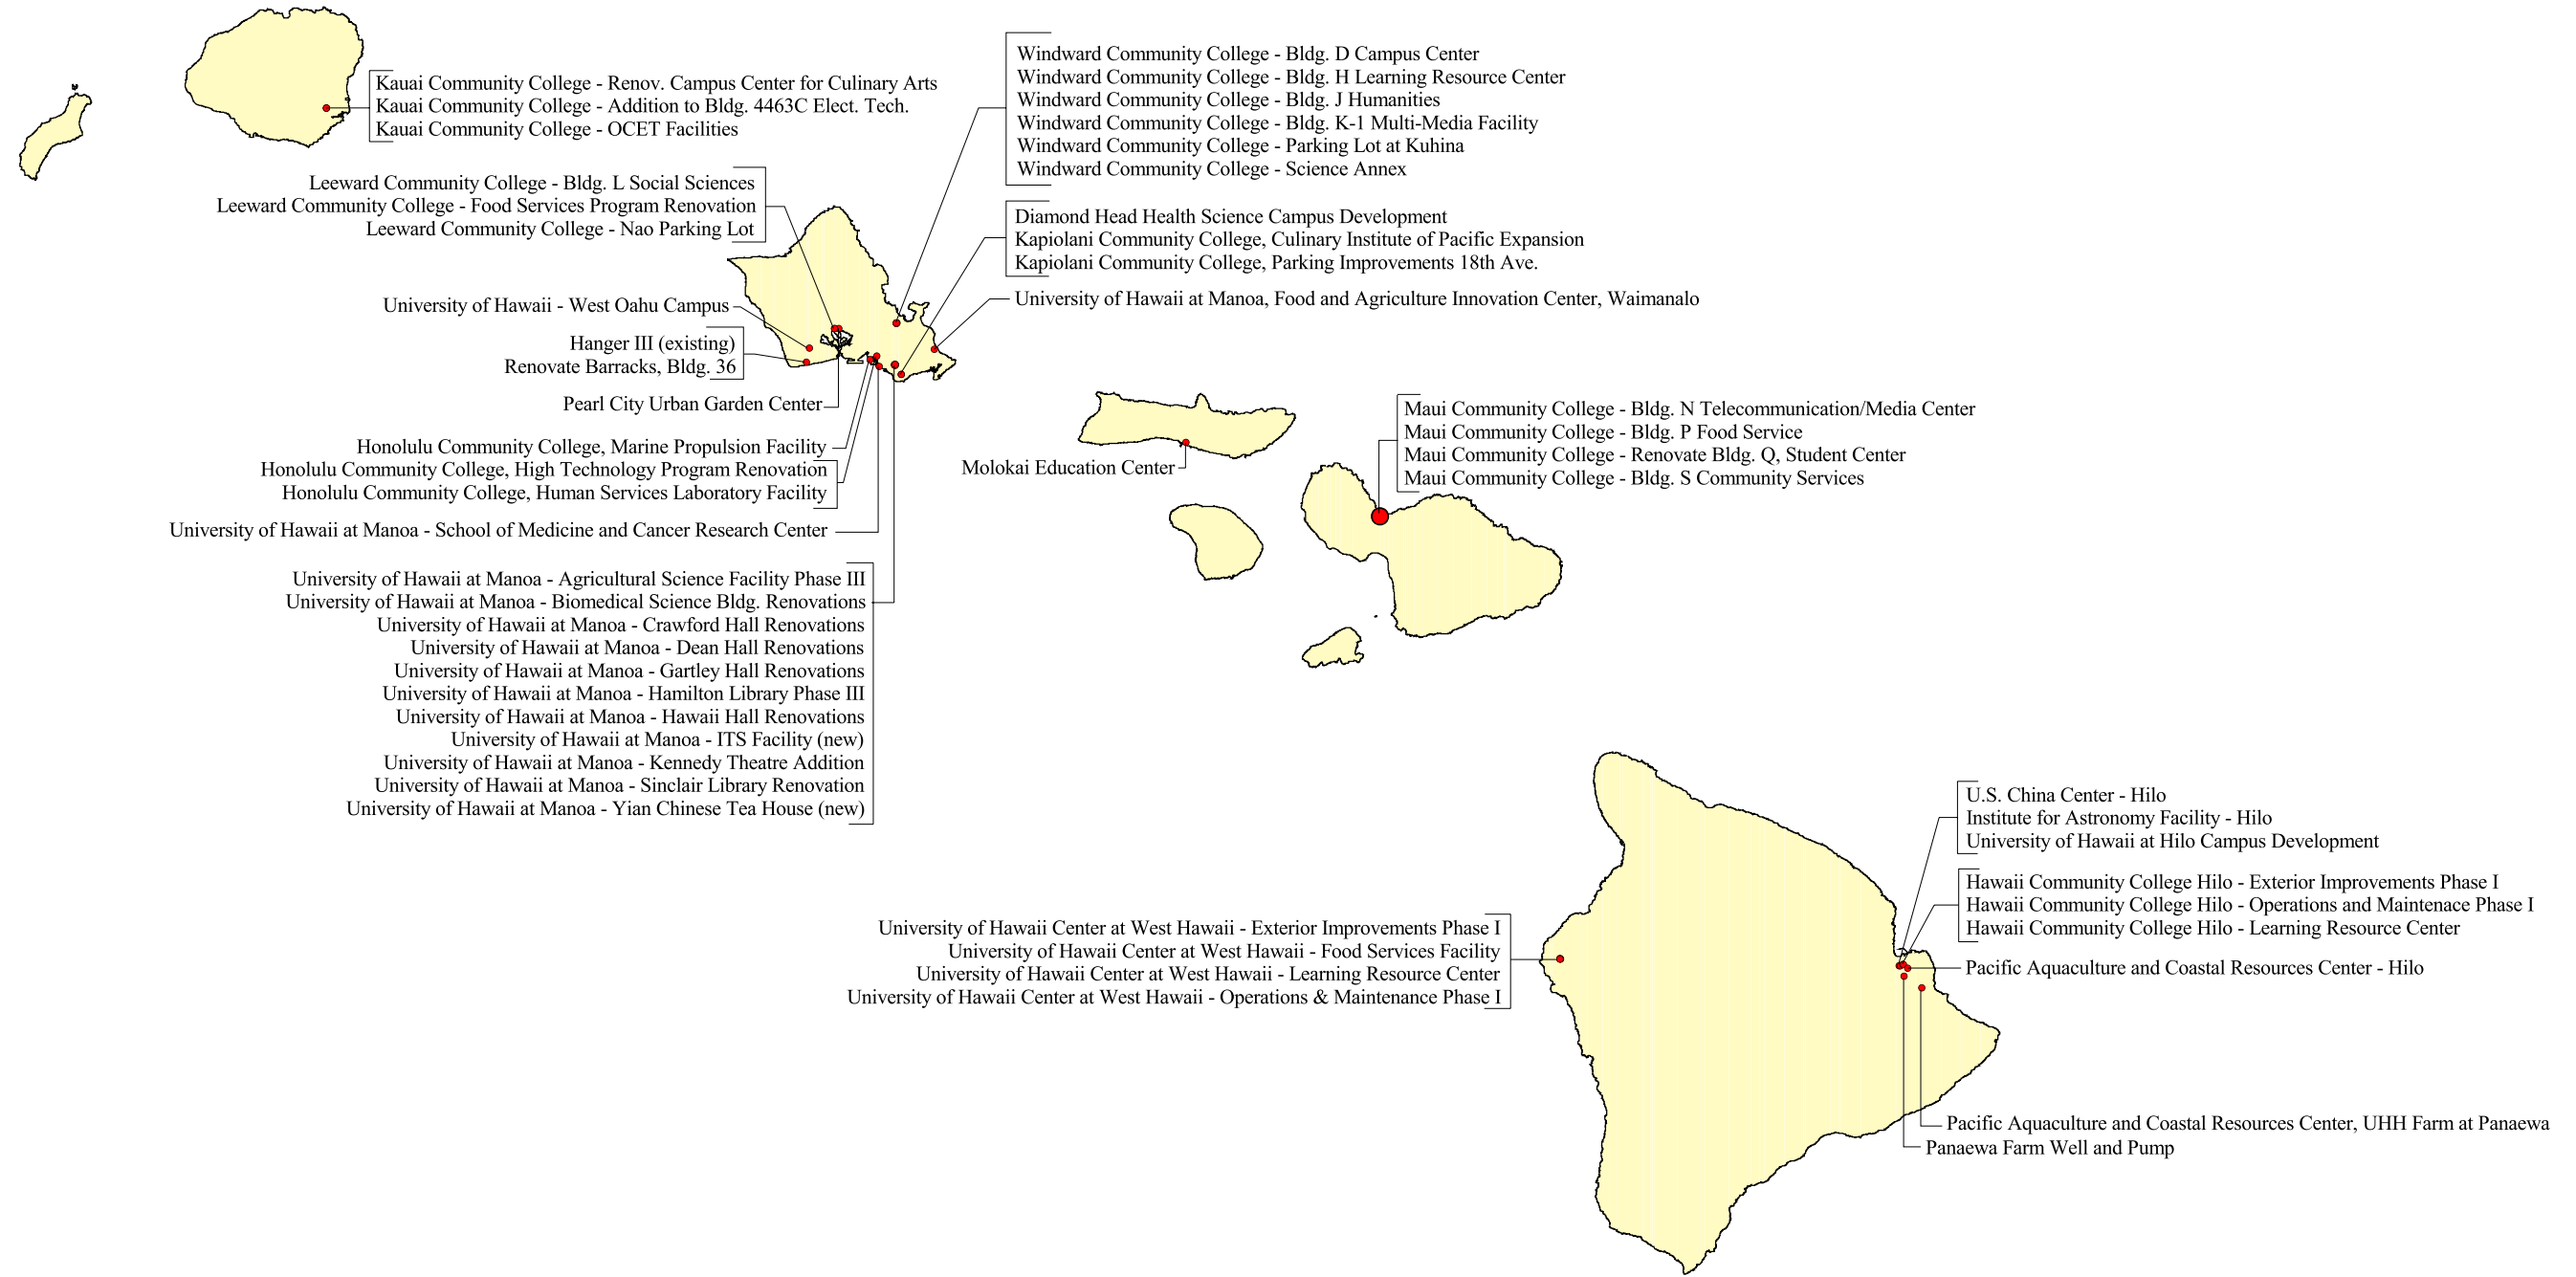 Kauai Community College - Renov. Campus Center for Culinary Arts
Kauai Community College - Addition to Bldg. 4463C Elect. Tech.
Kauai Community College - OCET Facilities
Windward Community College - Bldg. D Campus Center
Windward Community College - Bldg. H Learning Resource Center
Windward Community College - Bldg. J Humanities
Windward Community College - Bldg. K-1 Multi-Media Facility
Windward Community College - Parking Lot at Kuhina
Windward Community College - Science Annex
Leeward Community College - Bldg. L Social Sciences
Leeward Community College - Food Services Program Renovation
Leeward Community College - Nao Parking Lot
Diamond Head Health Science Campus Development
Kapiolani Community College, Culinary Institute of Pacific Expansion
Kapiolani Community College, Parking Improvements 18th Ave.
University of Hawaii at Manoa, Food and Agriculture Innovation Center, Waimanalo
University of Hawaii - West Oahu Campus
Hanger III (existing)
Renovate Barracks, Bldg. 36
Pearl City Urban Garden Center
Honolulu Community College, Marine Propulsion Facility
Honolulu Community College, High Technology Program Renovation
Honolulu Community College, Human Services Laboratory Facility
University of Hawaii at Manoa - School of Medicine and Cancer Research Center
Molokai Education Center
Maui Community College - Bldg. N Telecommunication/Media Center
Maui Community College - Bldg. P Food Service
Maui Community College - Renovate Bldg. Q, Student Center
Maui Community College - Bldg. S Community Services
University of Hawaii at Manoa - Agricultural Science Facility Phase III
University of Hawaii at Manoa - Biomedical Science Bldg. Renovations
University of Hawaii at Manoa - Crawford Hall Renovations
University of Hawaii at Manoa - Dean Hall Renovations
University of Hawaii at Manoa - Gartley Hall Renovations
University of Hawaii at Manoa - Hamilton Library Phase III
University of Hawaii at Manoa - Hawaii Hall Renovations
University of Hawaii at Manoa - ITS Facility (new)
University of Hawaii at Manoa - Kennedy Theatre Addition
University of Hawaii at Manoa - Sinclair Library Renovation
University of Hawaii at Manoa - Yian Chinese Tea House (new)
U.S. China Center - Hilo
Institute for Astronomy Facility - Hilo
University of Hawaii at Hilo Campus Development
Hawaii Community College Hilo - Exterior Improvements Phase I
Hawaii Community College Hilo - Operations and Maintenace Phase I
Hawaii Community College Hilo - Learning Resource Center
Pacific Aquaculture and Coastal Resources Center - Hilo
University of Hawaii Center at West Hawaii - Exterior Improvements Phase I
University of Hawaii Center at West Hawaii - Food Services Facility
University of Hawaii Center at West Hawaii - Learning Resource Center
University of Hawaii Center at West Hawaii - Operations & Maintenance Phase I
Pacific Aquaculture and Coastal Resources Center, UHH Farm at Panaewa
Panaewa Farm Well and Pump